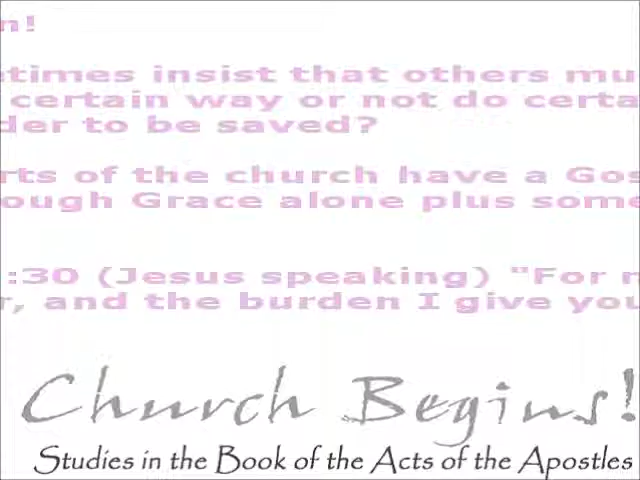 n!
etimes insist that others mu
certain way or not do certa
der to be saved?
rts of the church have a Gos
ough Grace alone plus some
:30 (Jesus speaking) "For m
r, and the burden I give you
Church Begins!
Studies in the Book of the Acts of the Apostles